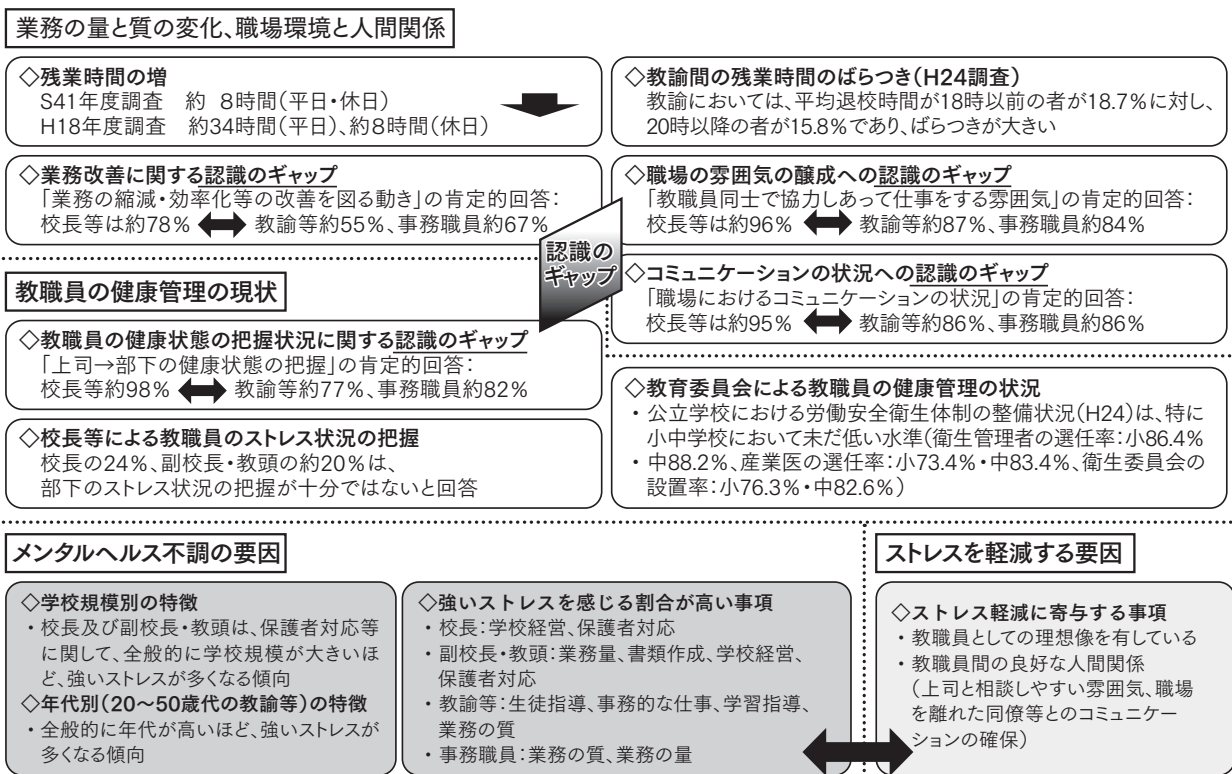 業務の量と質の変化、職場環境と人間関係
◇残業時間の増
S41年度調査 約 8時間(平日・休日)
H18年度調査 約34時間(平日)、約8時間(休日)
◇教諭間の残業時間のばらつき(H24調査)
教諭においては、平均退校時間が18時以前の者が18.7%に対し、
20時以降の者が15.8%であり、ばらつきが大きい
◇業務改善に関する認識のギャップ
「業務の縮減・効率化等の改善を図る動き」の肯定的回答:
校長等は約78% 教諭等約55%、事務職員約67%
◇職場の雰囲気の醸成への認識のギャップ
「教職員同士で協力しあって仕事をする雰囲気」の肯定的回答:
校長等は約96% 教諭等約87%、事務職員約84%
認識の
ギャップ
◇コミュニケーションの状況への認識のギャップ
「職場におけるコミュニケーションの状況」の肯定的回答:
校長等は約95% 教諭等約86%、事務職員約86%
教職員の健康管理の現状
◇教職員の健康状態の把握状況に関する認識のギャップ
「上司→部下の健康状態の把握」の肯定的回答:
校長等約98% 教諭等約77%、事務職員約82%
◇校長等による教職員のストレス状況の把握
校長の24%、副校長・教頭の約20%は、
部下のストレス状況の把握が十分ではないと回答
◇教育委員会による教職員の健康管理の状況
・公立学校における労働安全衛生体制の整備状況(H24)は、特に
小中学校において未だ低い水準(衛生管理者の選任率:小86.4%
・中88.2%、産業医の選任率:小73.4%・中83.4%、衛生委員会の
設置率:小76.3%・中82.6%)
メンタルヘルス不調の要因
◇学校規模別の特徴
・校長及び副校長・教頭は、保護者対応等
に関して、全般的に学校規模が大きいほ
ど、強いストレスが多くなる傾向
◇年代別(20～50歳代の教諭等)の特徴
・全般的に年代が高いほど、強いストレスが
多くなる傾向
◇強いストレスを感じる割合が高い事項
・校長:学校経営、保護者対応
・副校長・教頭:業務量、書類作成、学校経営、
保護者対応
・教諭等:生徒指導、事務的な仕事、学習指導、
業務の質
・事務職員:業務の質、業務の量
ストレスを軽減する要因
◇ストレス軽減に寄与する事項
・教職員としての理想像を有している
・教職員間の良好な人間関係
(上司と相談しやすい雰囲気、職場
を離れた同僚等とのコミュニケー
ションの確保)